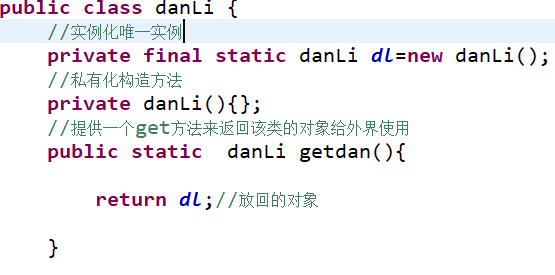 public class danLi {
//实例化唯一实例
private final static danLi dl=new danLi();
//私有化构造方法
private danLi(){};
//提供一个get方法来返回该类的对象给外界使用
public static  danLi getdan(){
return dl;//放回的对象
}